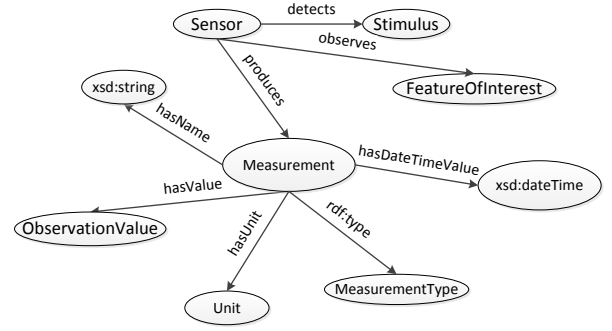 detects
Sensor
Stimulus
observes
produces
FeatureOfInterest
xsd:string
hasName
Measurement
hasDateTimeValue
xsd:dateTime
hasValue
ObservationValue
hasUnit
rdf:type
MeasurementType
Unit